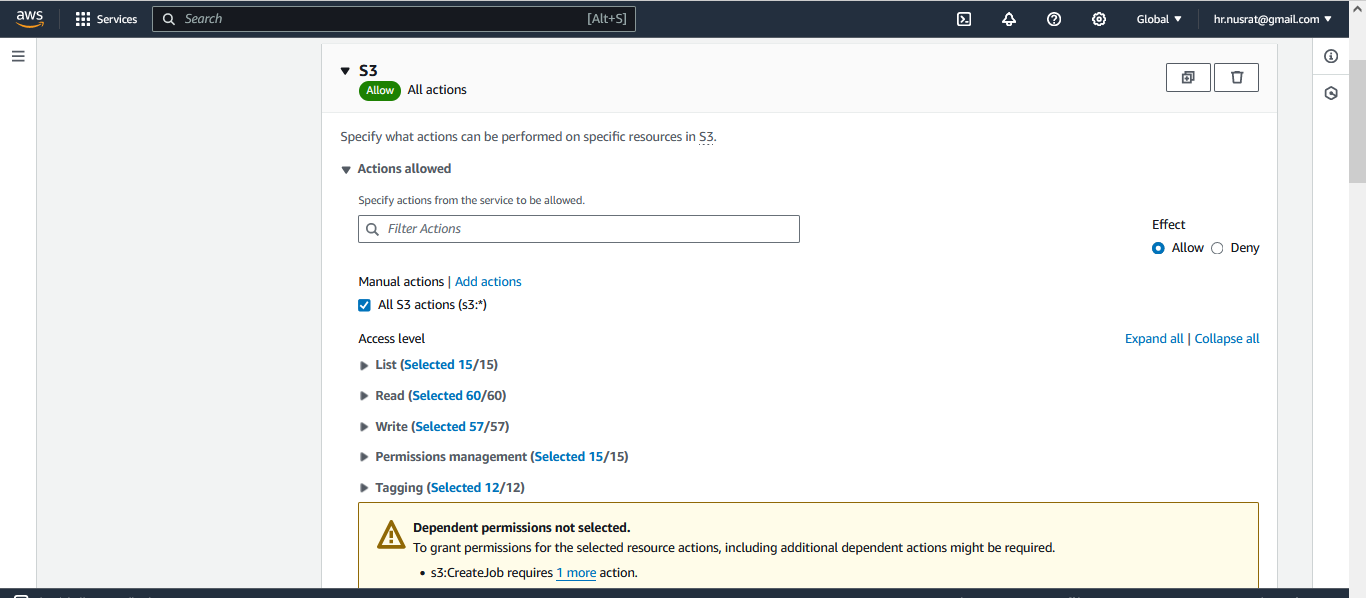 aws Services Search [Alt+S] Global ▼ hr.nusrat@gmail.com ▼
S3
Allow All actions
Specify what actions can be performed on specific resources in S3.
Actions allowed
Specify actions from the service to be allowed.
Filter Actions
Effect
Allow Deny
Manual actions | Add actions
All S3 actions (s3:*)
Access level Expand all | Collapse all
List (Selected 15/15)
Read (Selected 60/60)
Write (Selected 57/57)
Permissions management (Selected 15/15)
Tagging (Selected 12/12)
Dependent permissions not selected.
To grant permissions for the selected resource actions, including additional dependent actions might be required.
• s3:CreateJob requires 1 more action.